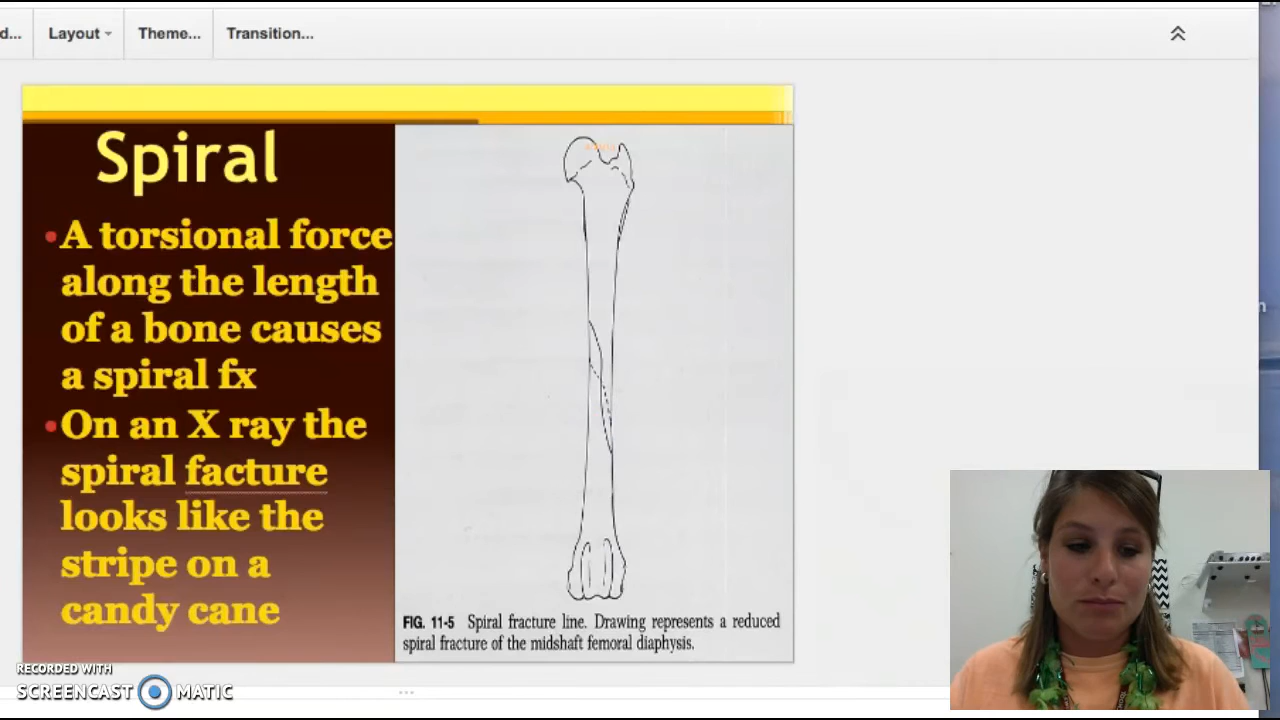 d...
Layout
Theme...
Transition...
Spiral
•A torsional force
along the length
of a bone causes
a spiral fx
•On an X ray the
spiral facture
looks like the
stripe on a
candy cane
FIG. 11-5 Spiral fracture line. Drawing represents a reduced
spiral fracture of the midshaft femoral diaphysis.
RECORDED WITH
SCREENCAST MATIC